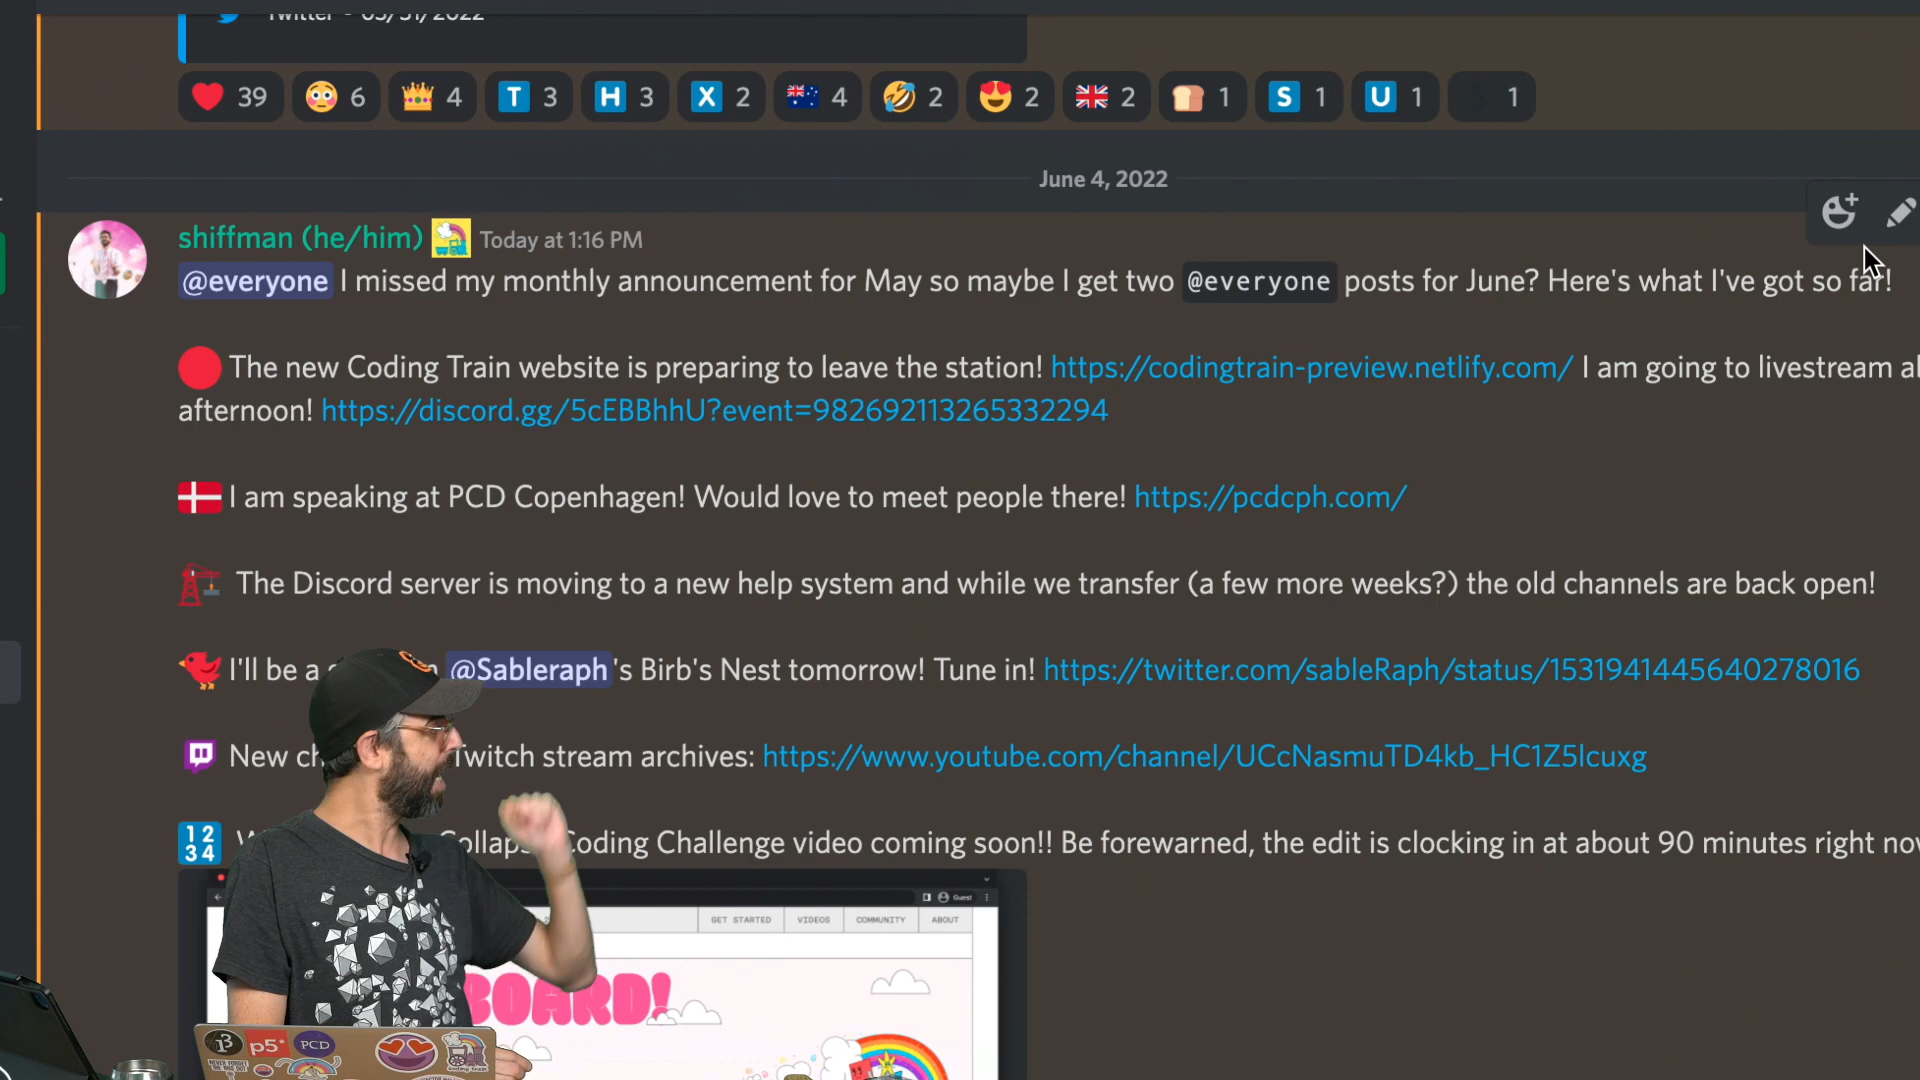 Twitter • 05/31/2022
39 6 4 T 3 H 3 X 2 4 2 2 2 1 S 1 U 1 1
June 4, 2022
shiffman (he/him) Today at 1:16 PM
@everyone I missed my monthly announcement for May so maybe I get two @everyone posts for June? Here's what I've got so far!
The new Coding Train website is preparing to leave the station! https://codingtrain-preview.netlify.com/ I am going to livestream
afternoon! https://discord.gg/5cEBBhhU?event=982692113265332294
I am speaking at PCD Copenhagen! Would love to meet people there! https://pcdcph.com/
The Discord server is moving to a new help system and while we transfer (a few more weeks?) the old channels are back open!
I'll be a @Sableraph's Birb's Nest tomorrow! Tune in! https://twitter.com/sableRaph/status/1531941445640278016
New Twitch stream archives: https://www.youtube.com/channel/UCcNasmuTD4kb_HC1Z5lcuxg
12
34
Coding Challenge video coming soon!! Be forewarned, the edit is clocking in at about 90 minutes right
Guest
GET STARTED VIDEOS COMMUNITY ABOUT
BOARD!
p5* PCD